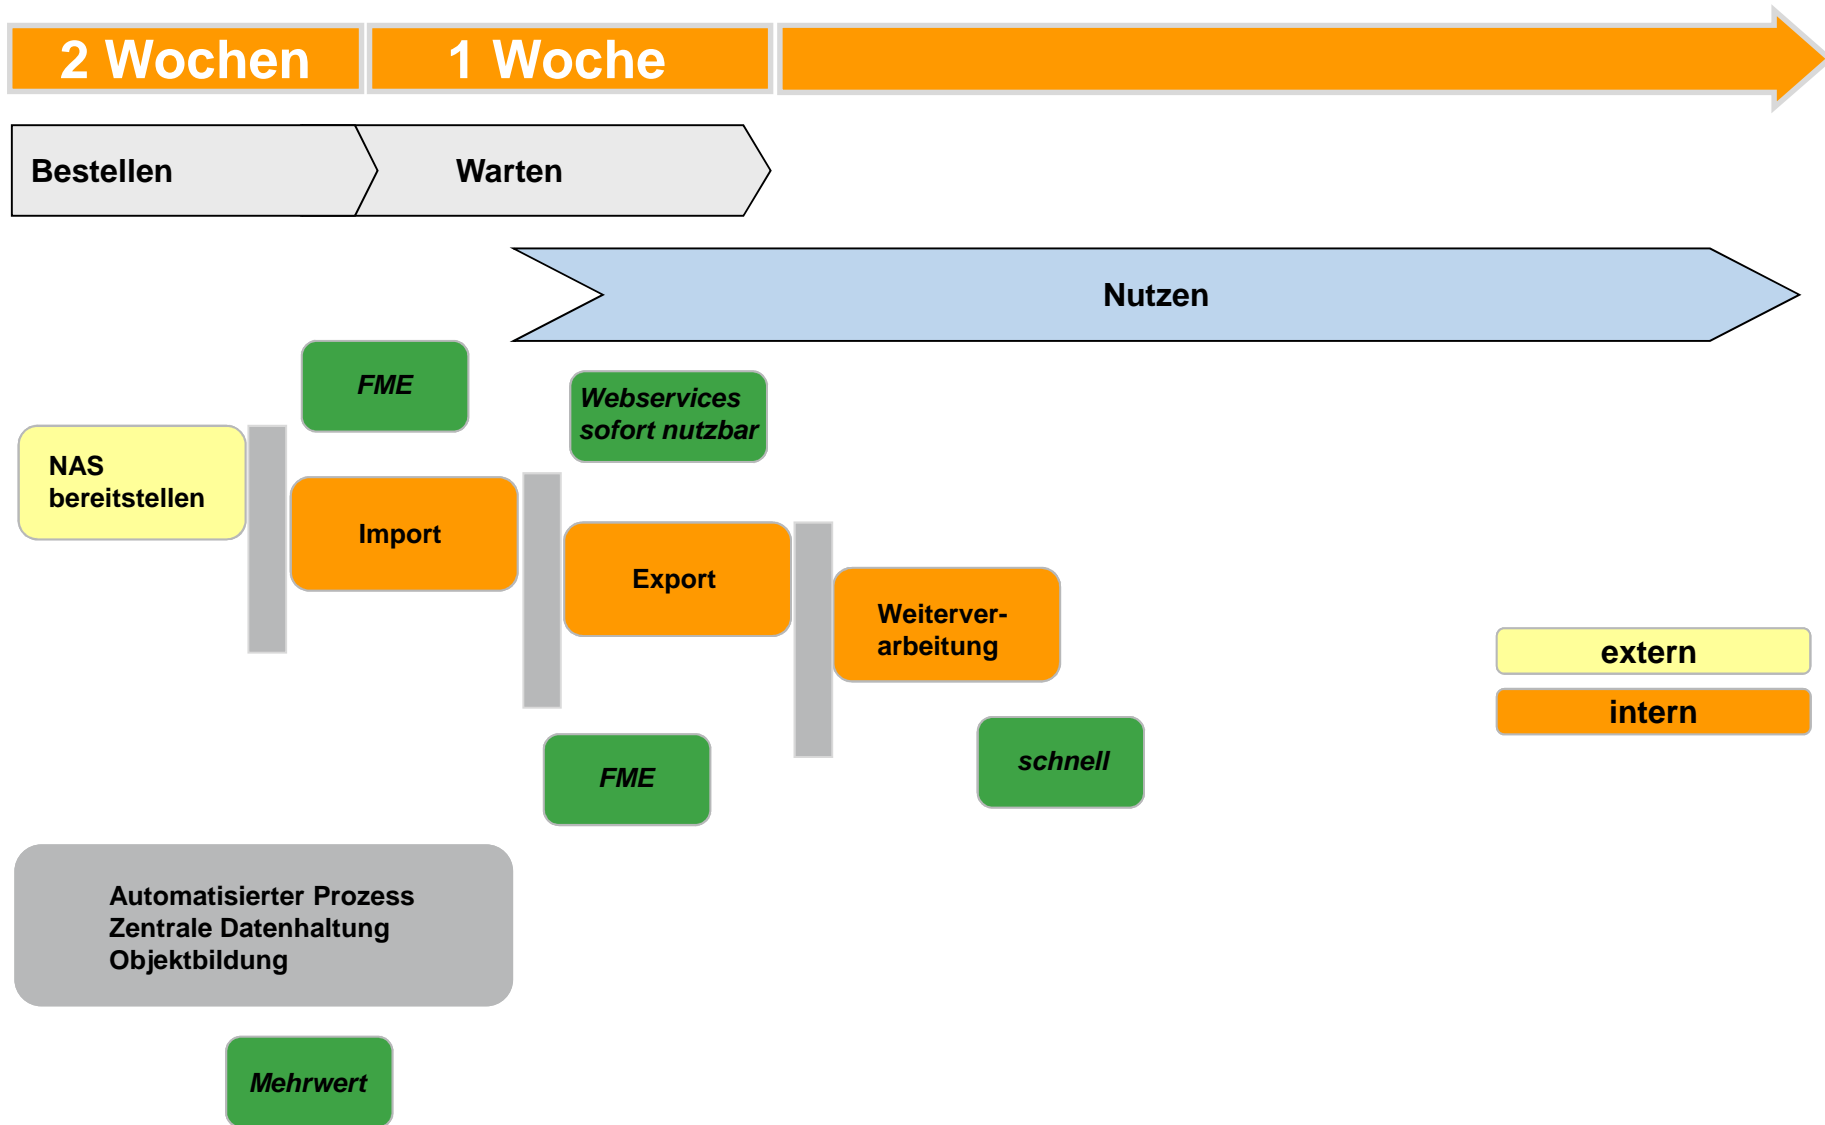 2 Wochen
1 Woche
Bestellen
Warten
Nutzen
FME
Webservices
sofort nutzbar
NAS
bereitstellen
Import
Export
Weiterver-
arbeitung
extern
intern
schnell
FME
Automatisierter Prozess
Zentrale Datenhaltung
Objektbildung
Mehrwert